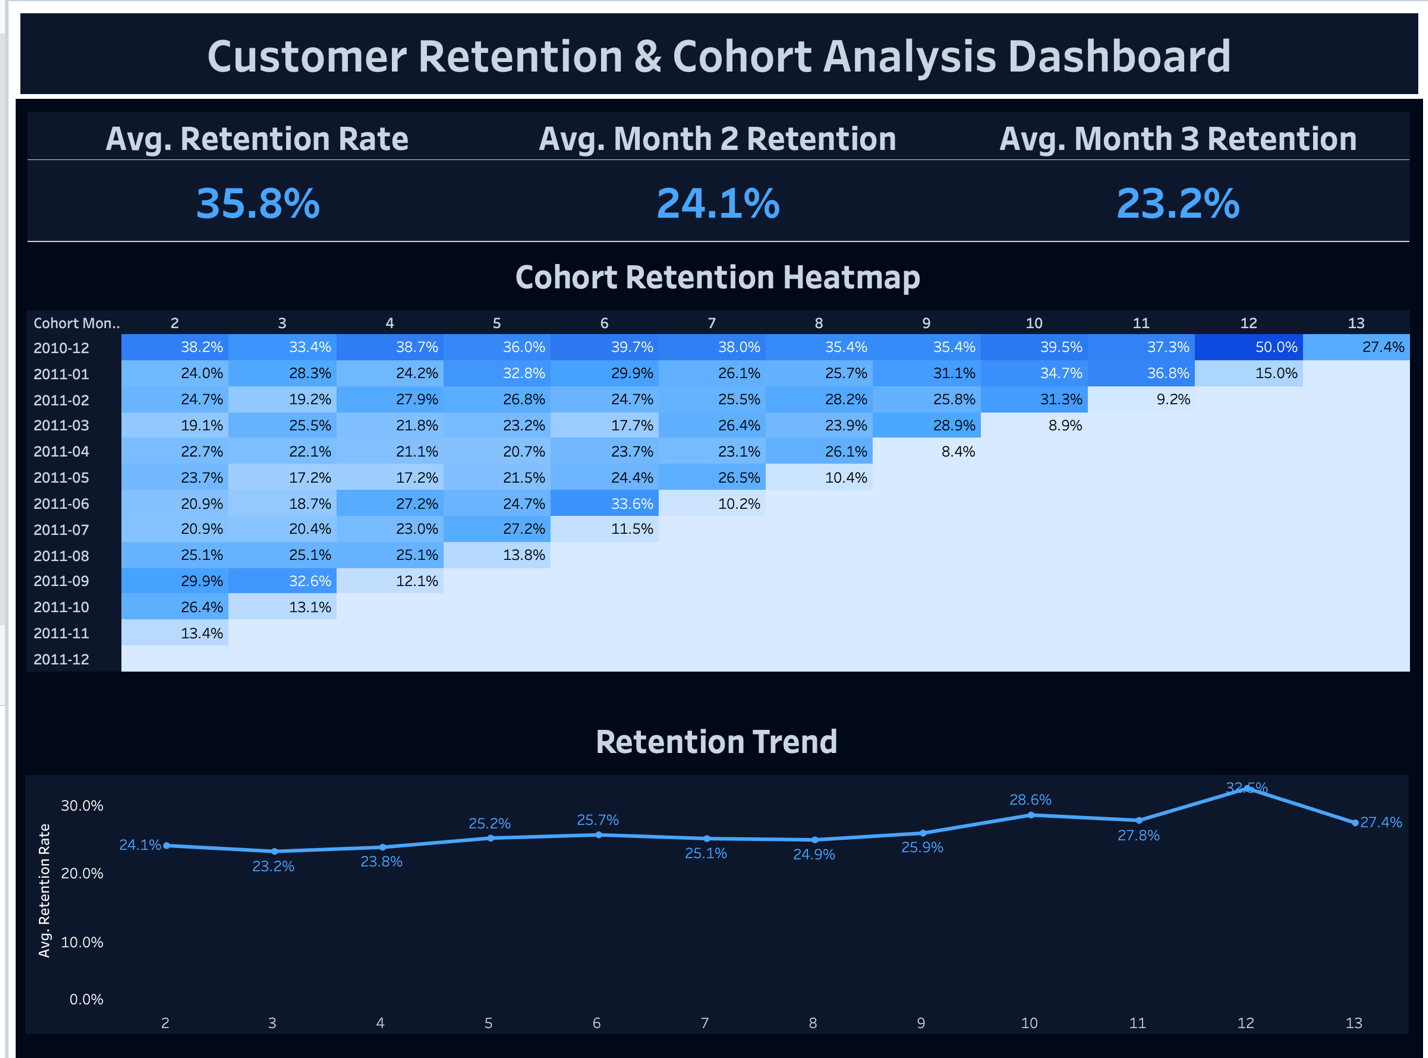 Customer Retention & Cohort Analysis Dashboard
Avg. Retention Rate Avg. Month 2 Retention Avg. Month 3 Retention
35.8% 24.1% 23.2%
Cohort Retention Heatmap
Cohort Mon.. 2 3 4 5 6 7 8 9 10 11 12 13
2010-12 38.2% 33.4% 38.7% 36.0% 39.7% 38.0% 35.4% 35.4% 39.5% 37.3% 50.0% 27.4%
2011-01 24.0% 28.3% 24.2% 32.8% 29.9% 26.1% 25.7% 31.1% 34.7% 36.8% 15.0%
2011-02 24.7% 19.2% 27.9% 26.8% 24.7% 25.5% 28.2% 25.8% 31.3% 9.2%
2011-03 19.1% 25.5% 21.8% 23.2% 17.7% 26.4% 23.9% 28.9% 8.9%
2011-04 22.7% 22.1% 21.1% 20.7% 23.7% 23.1% 26.1% 8.4%
2011-05 23.7% 17.2% 17.2% 21.5% 24.4% 26.5% 10.4%
2011-06 20.9% 18.7% 27.2% 24.7% 33.6% 10.2%
2011-07 20.9% 20.4% 23.0% 27.2% 11.5%
2011-08 25.1% 25.1% 25.1% 13.8%
2011-09 29.9% 32.6% 12.1%
2011-10 26.4% 13.1%
2011-11 13.4%
2011-12
Retention Trend
Avg. Retention Rate
30.0%
20.0%
10.0%
0.0%
24.1% 23.2% 23.8% 25.2% 25.7% 25.1% 24.9% 25.9% 28.6% 27.8% 32.5% 27.4%
2 3 4 5 6 7 8 9 10 11 12 13